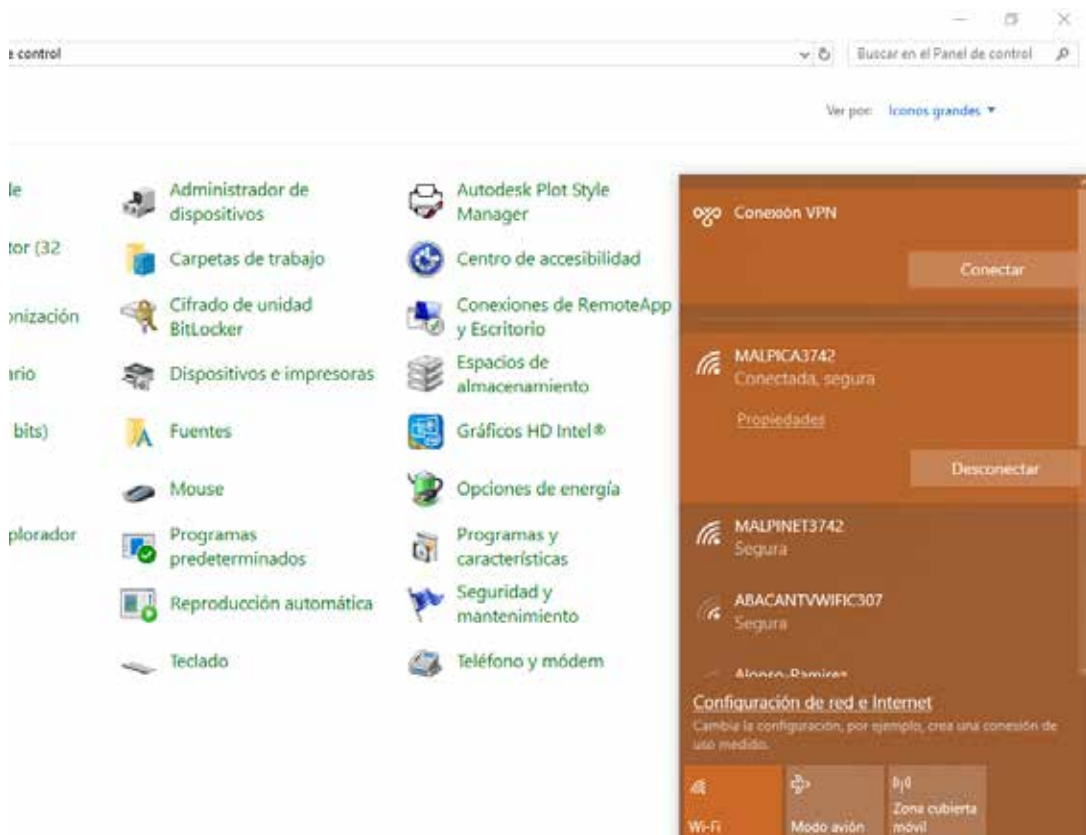 e control
Buscar en el Panel de control
Ver por:
Iconos grandes
le
tor (32
onización
ario
bits)
plorador
Administrador de
dispositivos
Carpetas de trabajo
Cifrado de unidad
BitLocker
Dispositivos e impresoras
Fuentes
Mouse
Programas
predeterminados
Reproducción automática
Teclado
Autodesk Plot Style
Manager
Centro de accesibilidad
Conexiones de RemoteApp
y Escritorio
Espacios de
almacenamiento
Gráficos HD Intel®
Opciones de energía
Programas y
características
Seguridad y
mantenimiento
Teléfono y módem
Conexión VPN
Conectar
MALPICA3742
Conectada, segura
Propiedades
Desconectar
MALPINET3742
Segura
ABACANTVWIFIC307
Segura
Alonso-Ramirez
Configuración de red e Internet
Cambia la configuración, por ejemplo, crea una conexión de
uso medido.
Wi-Fi
Modo avión
Zona cubierta
móvil